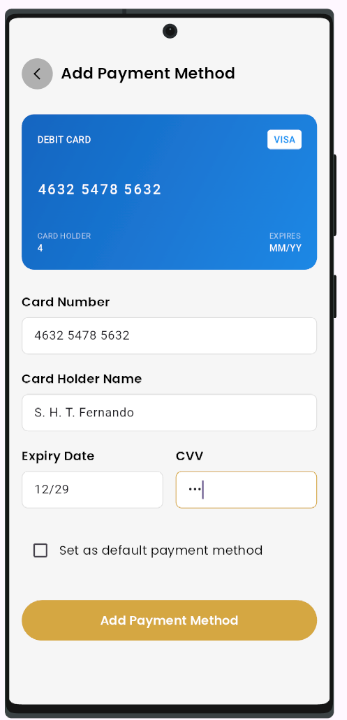 Add Payment Method
DEBIT CARD VISA
4632 5478 5632
CARD HOLDER EXPIRES
4 MM/YY
Card Number
4632 5478 5632
Card Holder Name
S. H. T. Fernando
Expiry Date CVV
12/29 •••
Set as default payment method
Add Payment Method